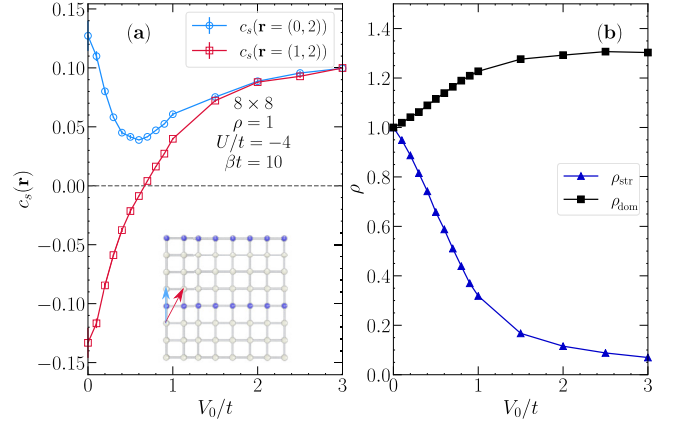 (a)
c_s(r = (0, 2))
c_s(r = (1, 2))
8 × 8
ρ = 1
U/t = −4
βt = 10
0.15
0.10
0.05
0.00
−0.05
−0.10
−0.15
c_s(r)
0
1
2
3
V_0/t
(b)
ρ_str
ρ_dom
1.4
1.2
1.0
0.8
0.6
0.4
0.2
0.0
ρ
0
1
2
3
V_0/t